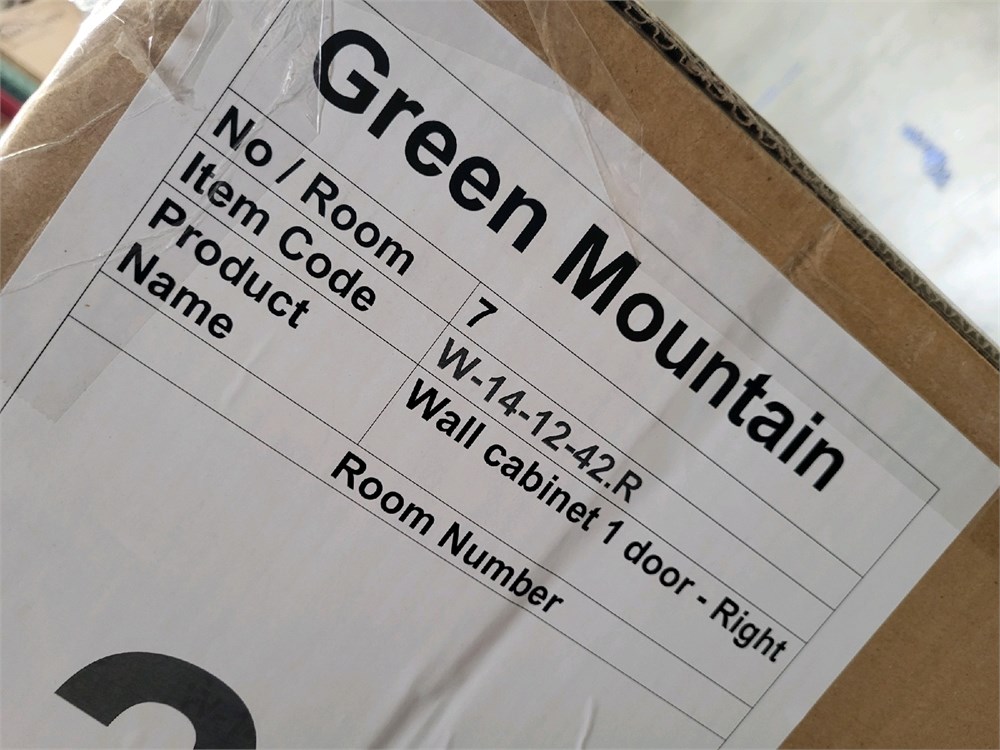 Green Mountain
No / Room 7
Item Code W-14-12-42.R
Product Wall cabinet 1 door - Right
Name
Room Number